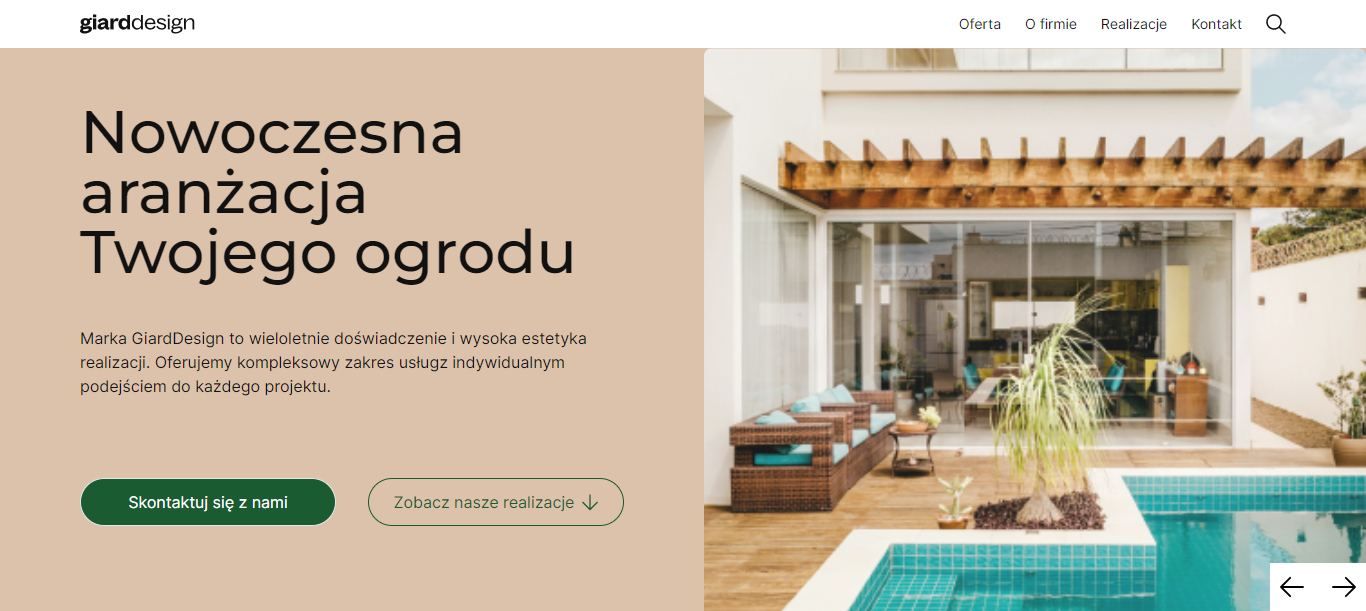 giarddesign
Oferta O firmie Realizacje Kontakt
Nowoczesna
aranżacja
Twojego ogrodu
Marka GiardDesign to wieloletnie doświadczenie i wysoka estetyka
realizacji. Oferujemy kompleksowy zakres usługz indywidualnym
podejściem do każdego projektu.
Skontaktuj się z nami
Zobacz nasze realizacje